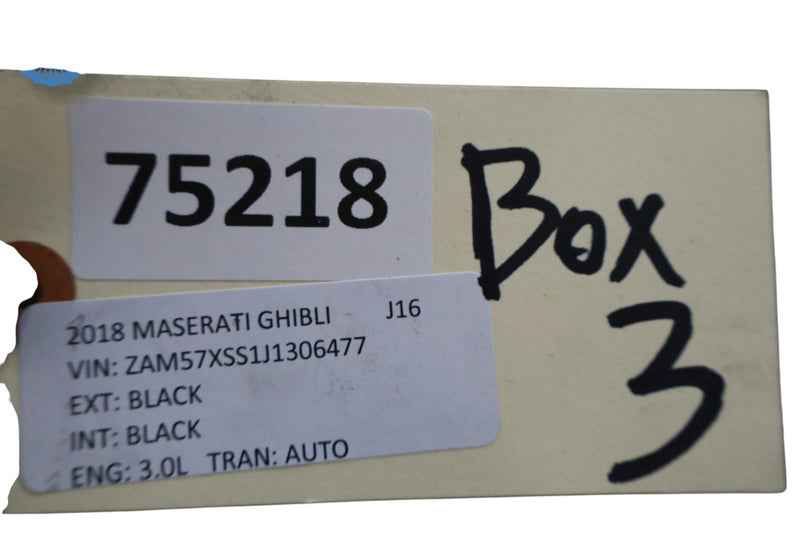 75218
Box
3
2018 MASERATI GHIBLI J16
VIN: ZAM57XSS1J1306477
EXT: BLACK
INT: BLACK
ENG: 3.0L TRAN: AUTO